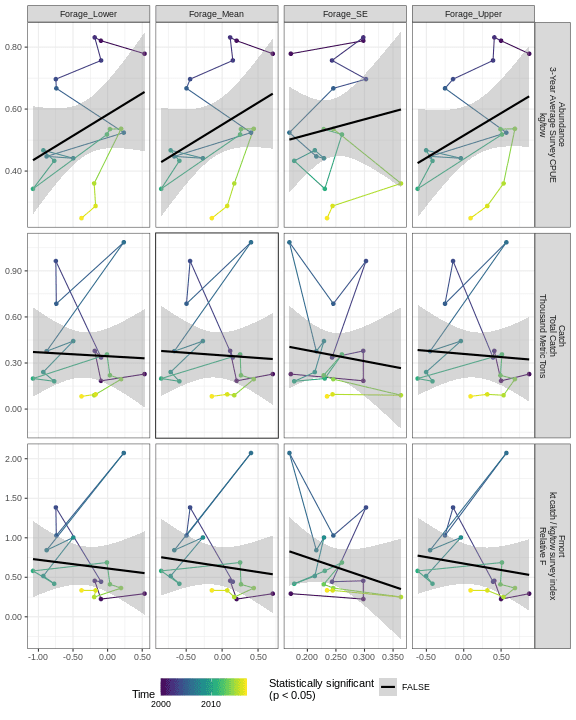 Forage_Lower Forage_Mean Forage_SE Forage_Upper
0.80
0.60
0.40
Abundance
3-Year Average Survey CPUE
kg/tow
0.90
0.60
0.30
0.00
Catch
Total Catch
Thousand Metric Tons
2.00
1.50
1.00
0.50
0.00
Fmort
kt catch / kg/tow survey index
Relative F
-1.00 -0.50 0.00 0.50 -0.50 0.00 0.50 0.200 0.250 0.300 0.350 -0.50 0.00 0.50
Time
2000 2010
Statistically significant
(p < 0.05)
FALSE